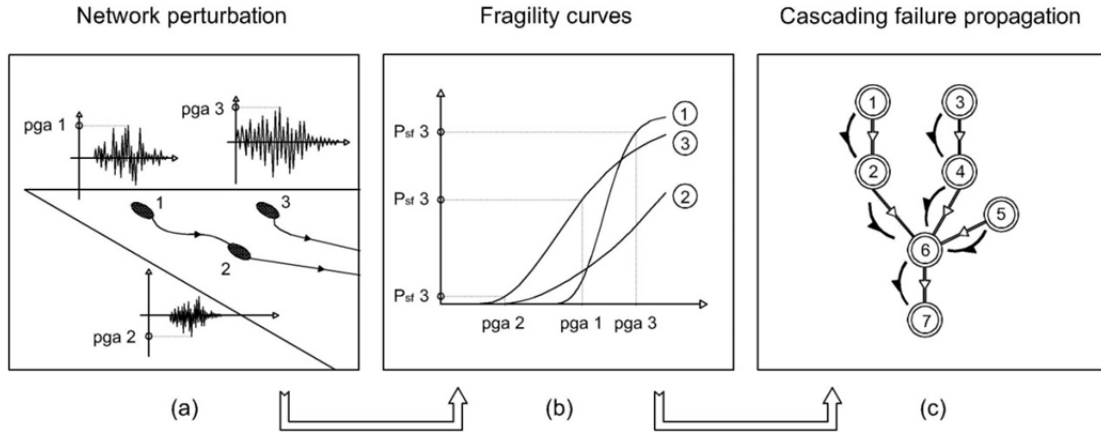 Network perturbation
Fragility curves
Cascading failure propagation
pga 1
pga 3
1
3
2
pga 2
Psf 3
Psf 3
Psf 3
1
3
2
pga 2
pga 1
pga 3
1
3
2
4
5
6
7
(a)
(b)
(c)